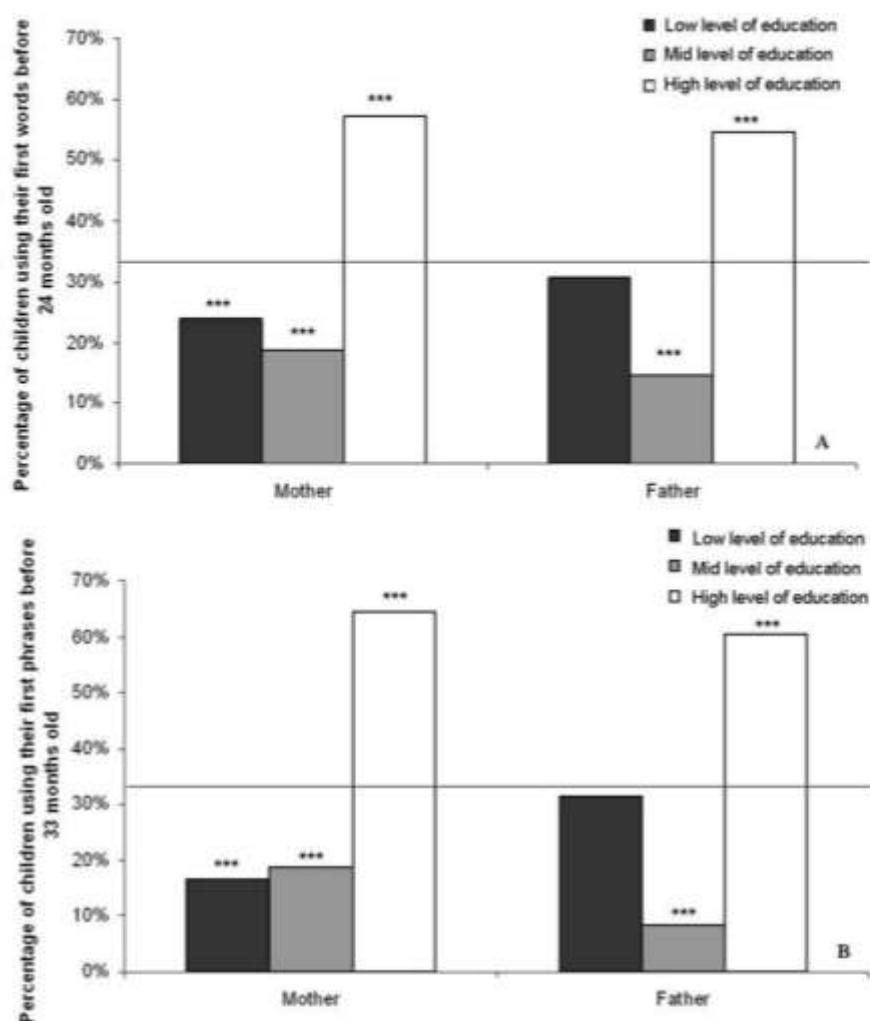 Percentage of children using their first words before
24 months old
70%
60%
50%
40%
30%
20%
10%
0%
Low level of education
Mid level of education
High level of education
***
***
***
***
***
Mother
Father
A
Percentage of children using their first phrases before
33 months old
70%
60%
50%
40%
30%
20%
10%
0%
Low level of education
Mid level of education
High level of education
***
***
***
***
***
Mother
Father
B